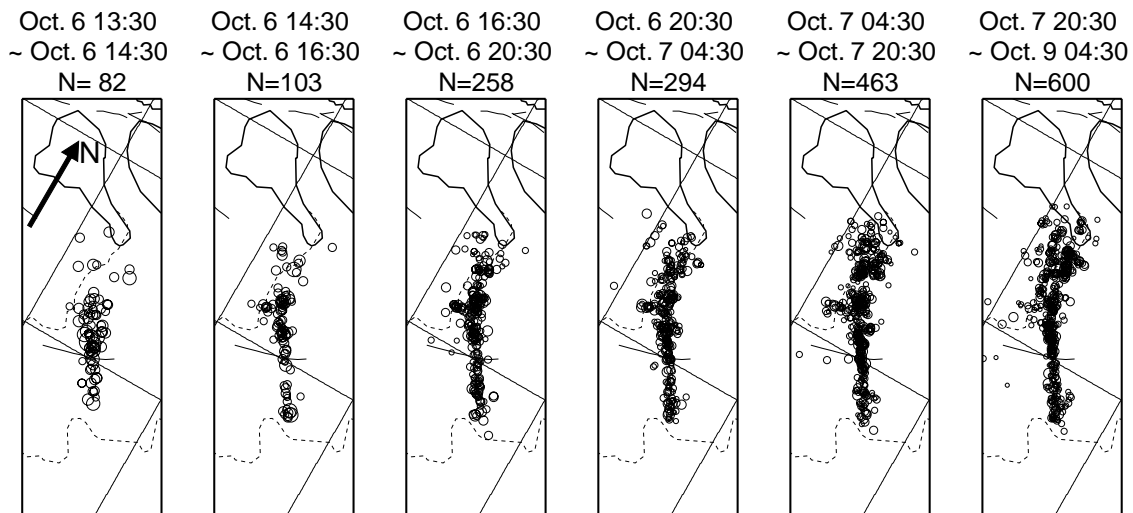 Oct. 6 13:30
~ Oct. 6 14:30
N= 82
Oct. 6 14:30
~ Oct. 6 16:30
N=103
Oct. 6 16:30
~ Oct. 6 20:30
N=258
Oct. 6 20:30
~ Oct. 7 04:30
N=294
Oct. 7 04:30
~ Oct. 7 20:30
N=463
Oct. 7 20:30
~ Oct. 9 04:30
N=600
N